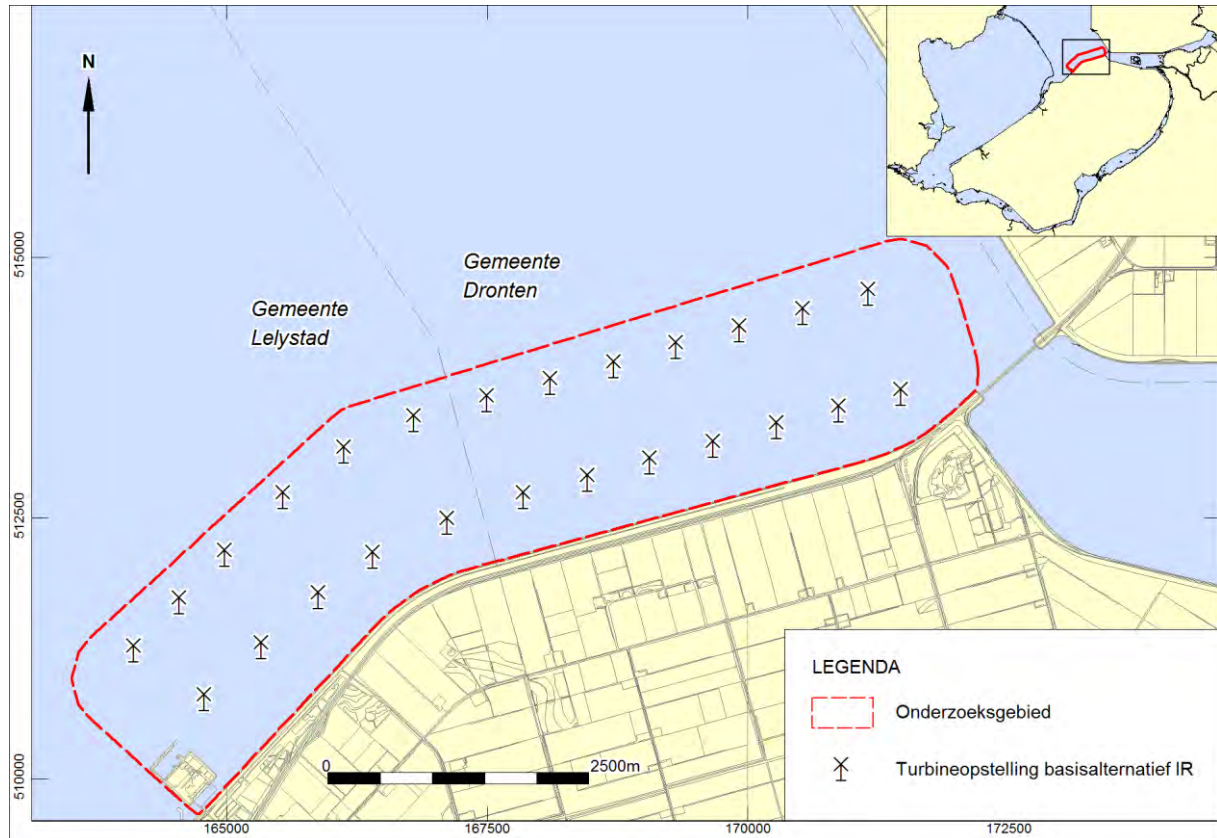 N
515000
Gemeente
Dronten
Gemeente
Lelystad
512500
LEGENDA
Onderzoeksgebied
0
2500m
Turbineopstelling basisalternatief IR
510000
165000
167500
170000
172500